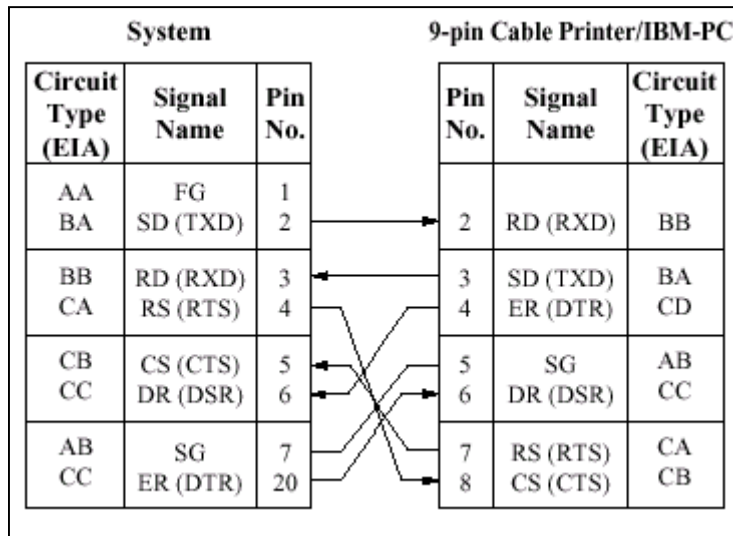 System 9-pin Cable Printer/IBM-PC
Circuit Type (EIA) Signal Name Pin No. Pin No. Signal Name Circuit Type (EIA)
AA FG 1
BA SD (TXD) 2 2 RD (RXD) BB
BB RD (RXD) 3 3 SD (TXD) BA
CA RS (RTS) 4 4 ER (DTR) CD
CB CS (CTS) 5 5 SG AB
CC DR (DSR) 6 6 DR (DSR) CC
AB SG 7 7 RS (RTS) CA
CC ER (DTR) 20 8 CS (CTS) CB